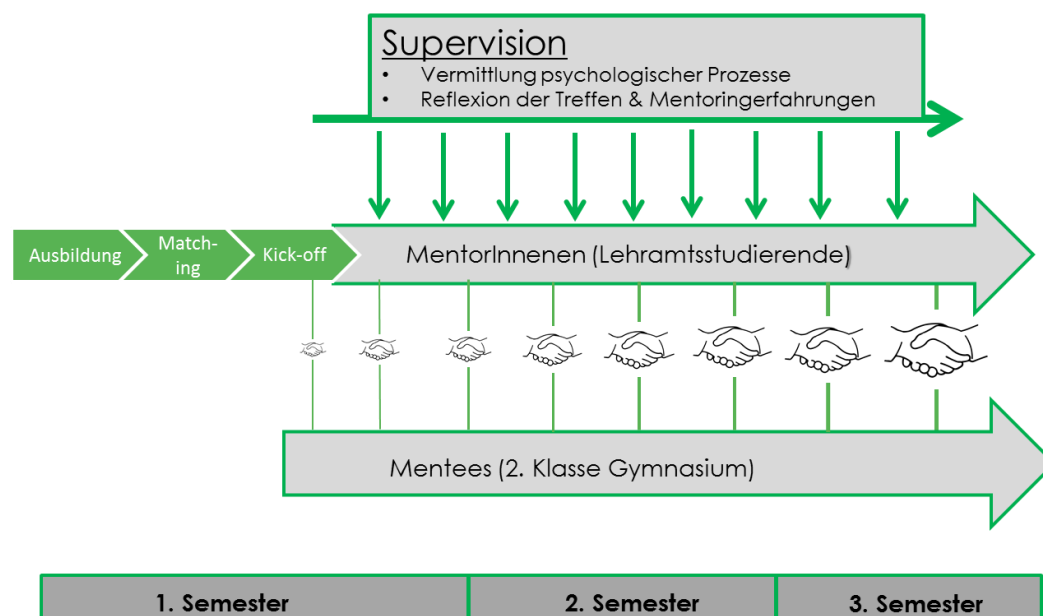 Supervision
• Vermittlung psychologischer Prozesse
• Reflexion der Treffen & Mentoringerfahrungen
Ausbildung
Match-
ing
Kick-off
MentorInnenen (Lehramtsstudierende)
Mentees (2. Klasse Gymnasium)
1. Semester
2. Semester
3. Semester